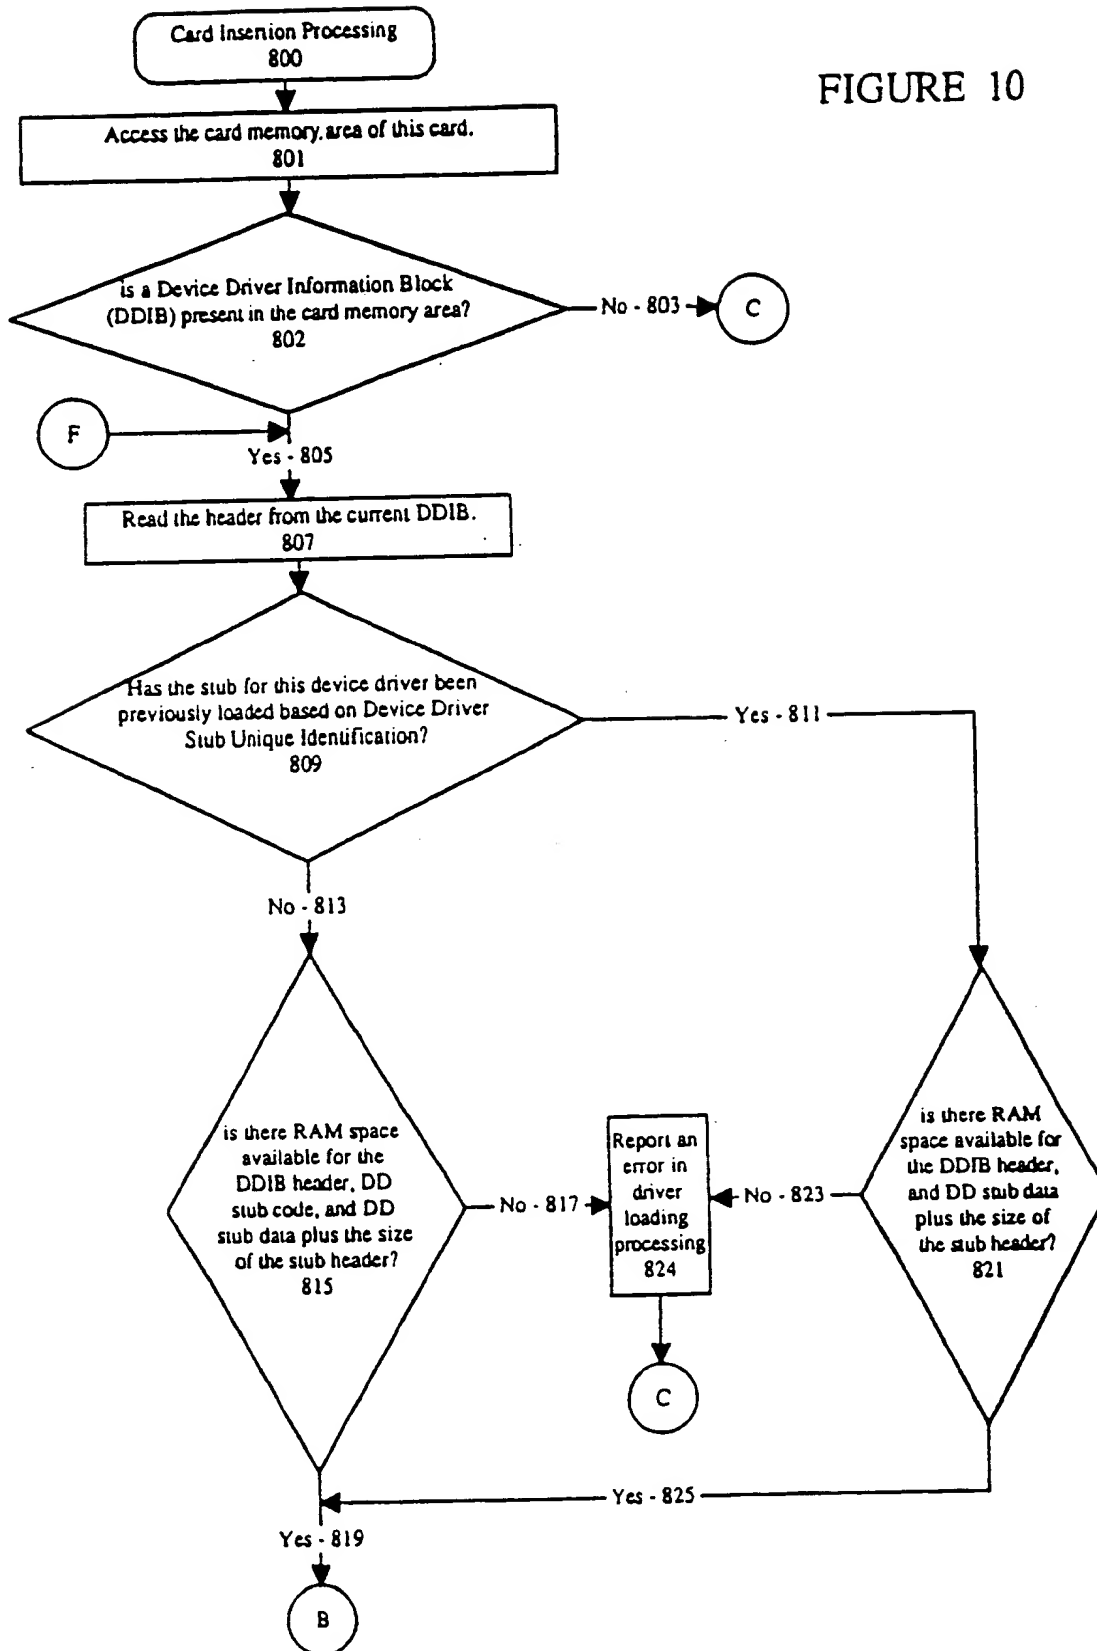 Card Insertion Processing
800
FIGURE 10
Access the card memory area of this card.
801
is a Device Driver Information Block
(DDIB) present in the card memory area?
802
No - 803
C
F
Yes - 805
Read the header from the current DDIB.
807
Has the stub for this device driver been
previously loaded based on Device Driver
Stub Unique Identification?
809
Yes - 811
No - 813
is there RAM space
available for the
DDIB header, DD
stub code, and DD
stub data plus the size
of the stub header?
815
No - 817
Report an
error in
driver
loading
processing
824
No - 823
is there RAM
space available for
the DDIB header,
and DD stub data
plus the size of
the stub header?
821
C
Yes - 825
Yes - 819
B